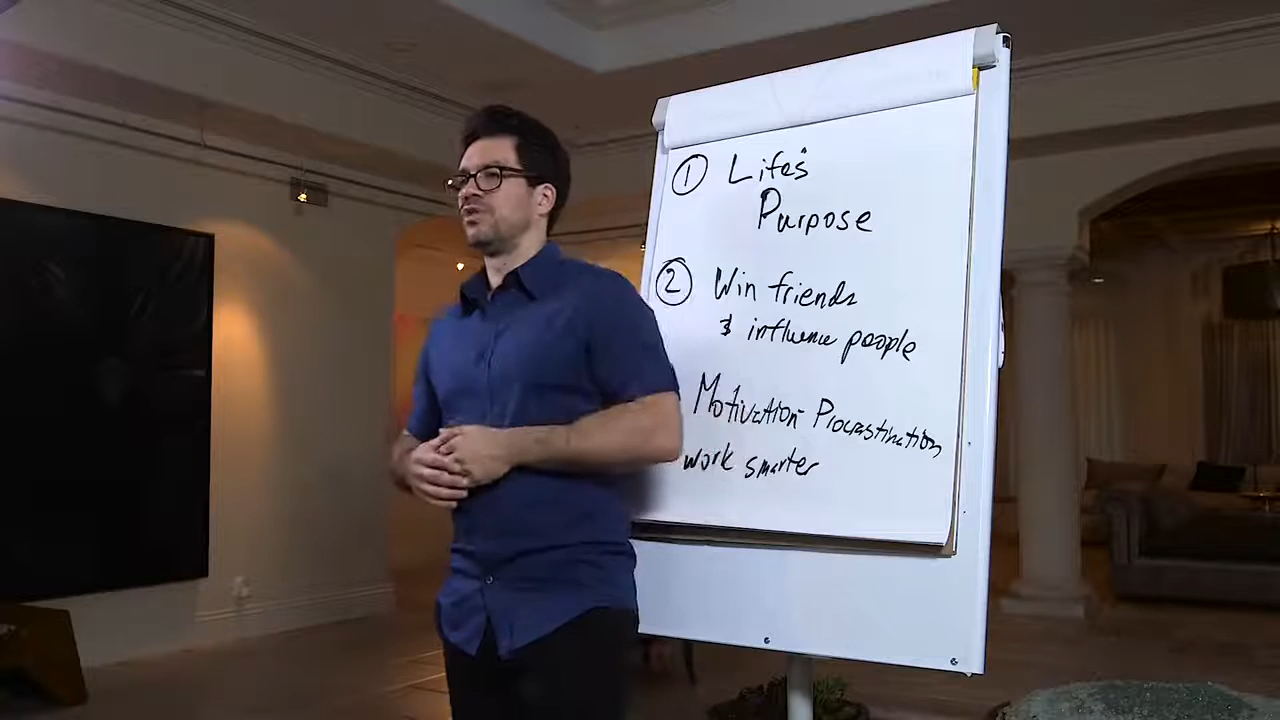 ① Life's
Purpose
② Win friends
& influence people
Motivation - Procrastination
work smarter